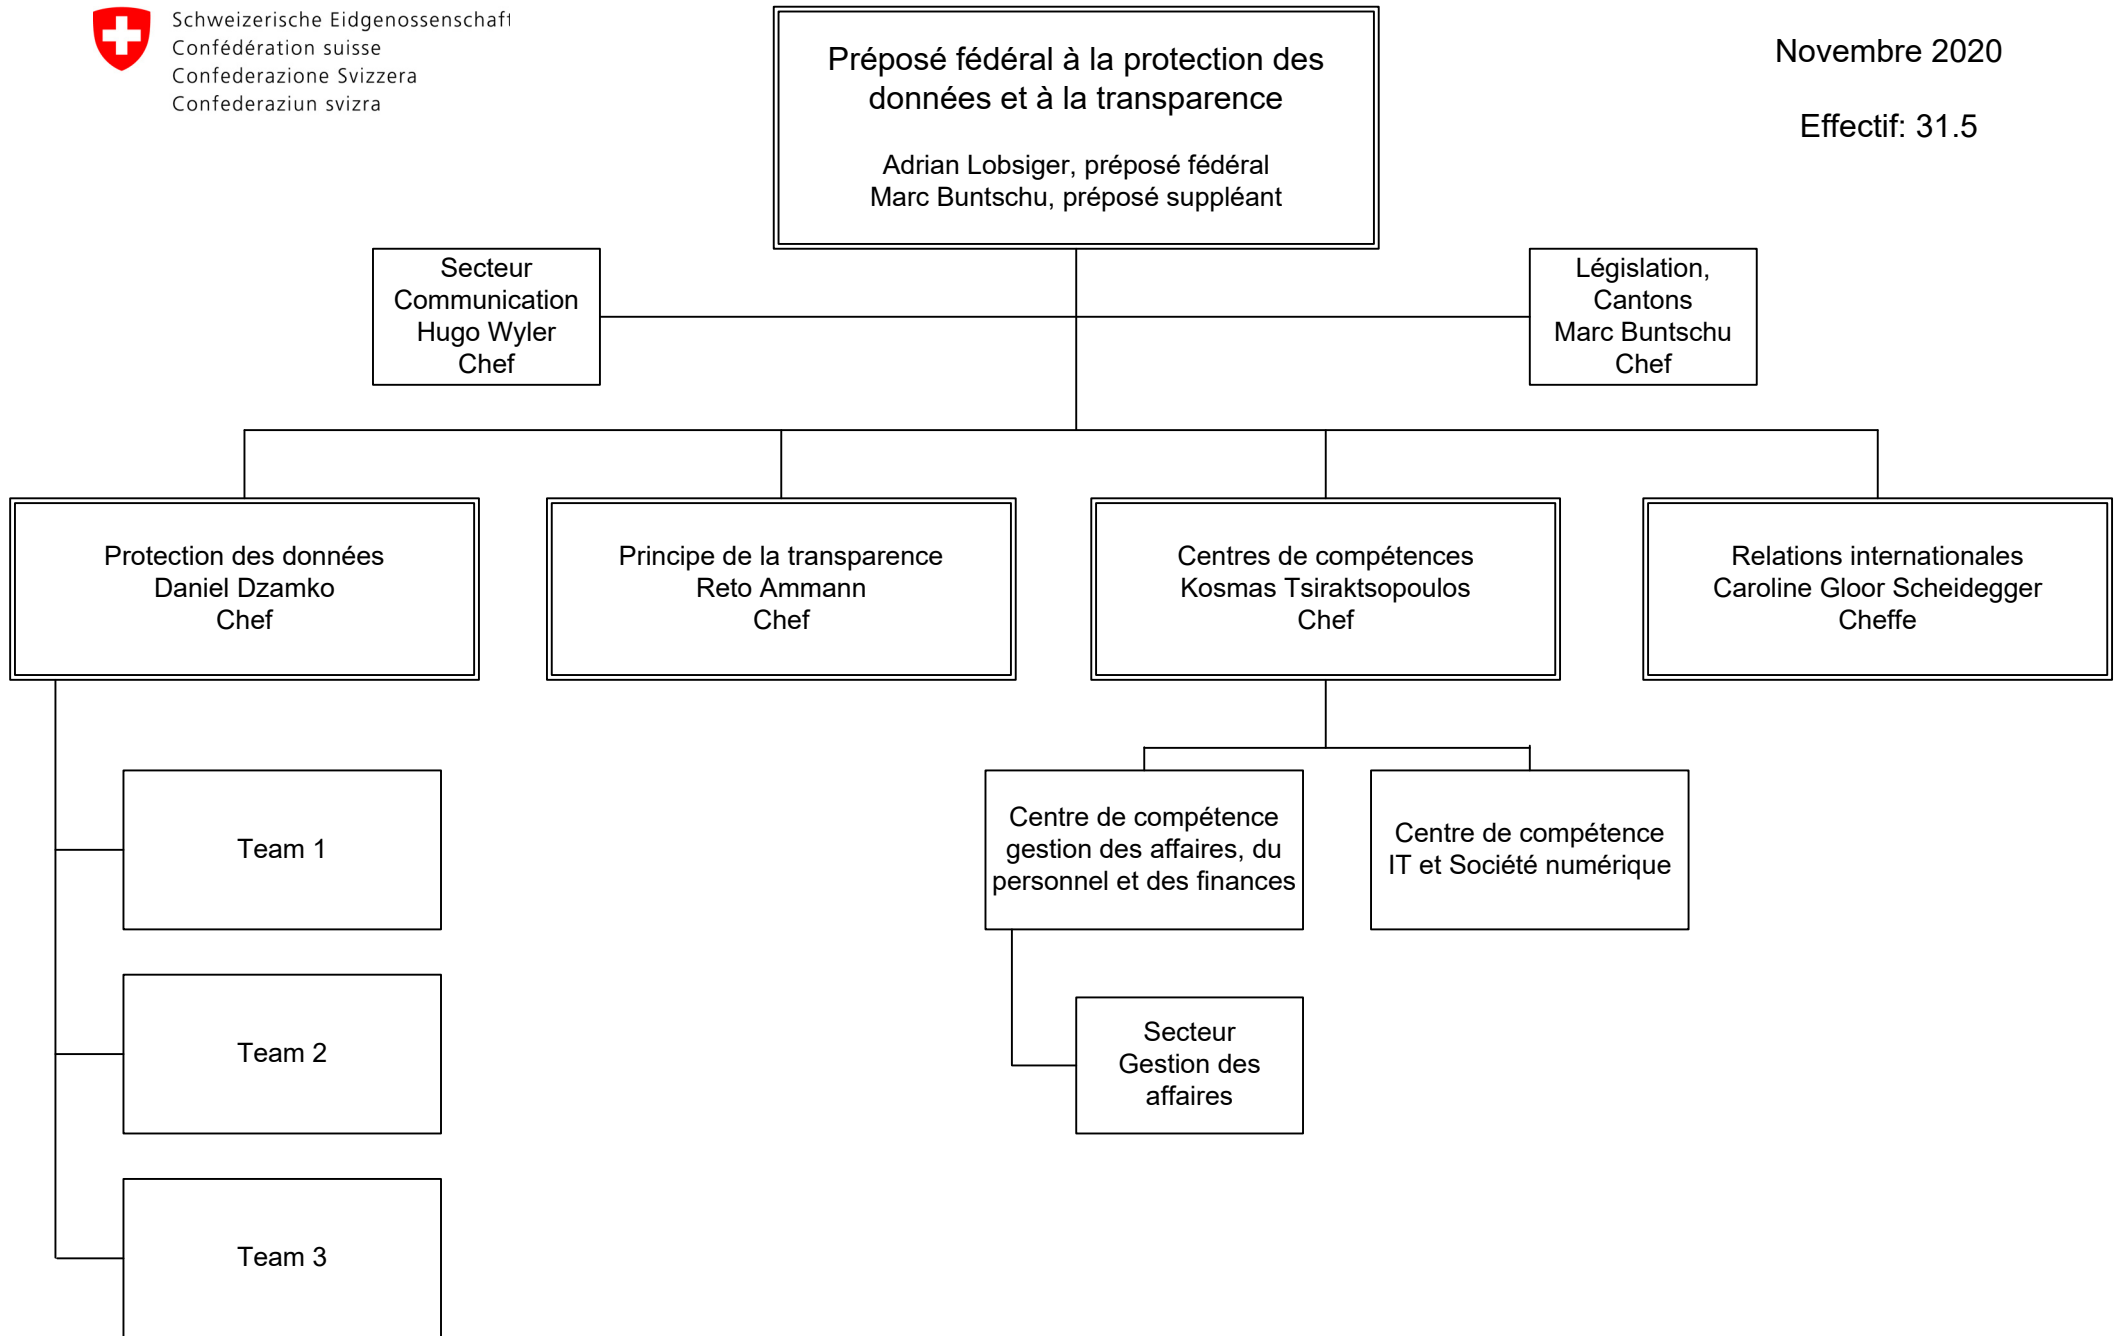 Schweizerische Eidgenossenschaft
Confédération suisse
Confederazione Svizzera
Confederaziun svizra
Préposé fédéral à la protection des
données et à la transparence
Adrian Lobsiger, préposé fédéral
Marc Buntschu, préposé suppléant
Novembre 2020
Effectif: 31.5
Secteur
Communication
Hugo Wyler
Chef
Législation,
Cantons
Marc Buntschu
Chef
Protection des données
Daniel Dzamko
Chef
Principe de la transparence
Reto Ammann
Chef
Centres de compétences
Kosmas Tsiraktsopoulos
Chef
Relations internationales
Caroline Gloor Scheidegger
Cheffe
Team 1
Team 2
Team 3
Centre de compétence
gestion des affaires, du
personnel et des finances
Centre de compétence
IT et Société numérique
Secteur
Gestion des
affaires